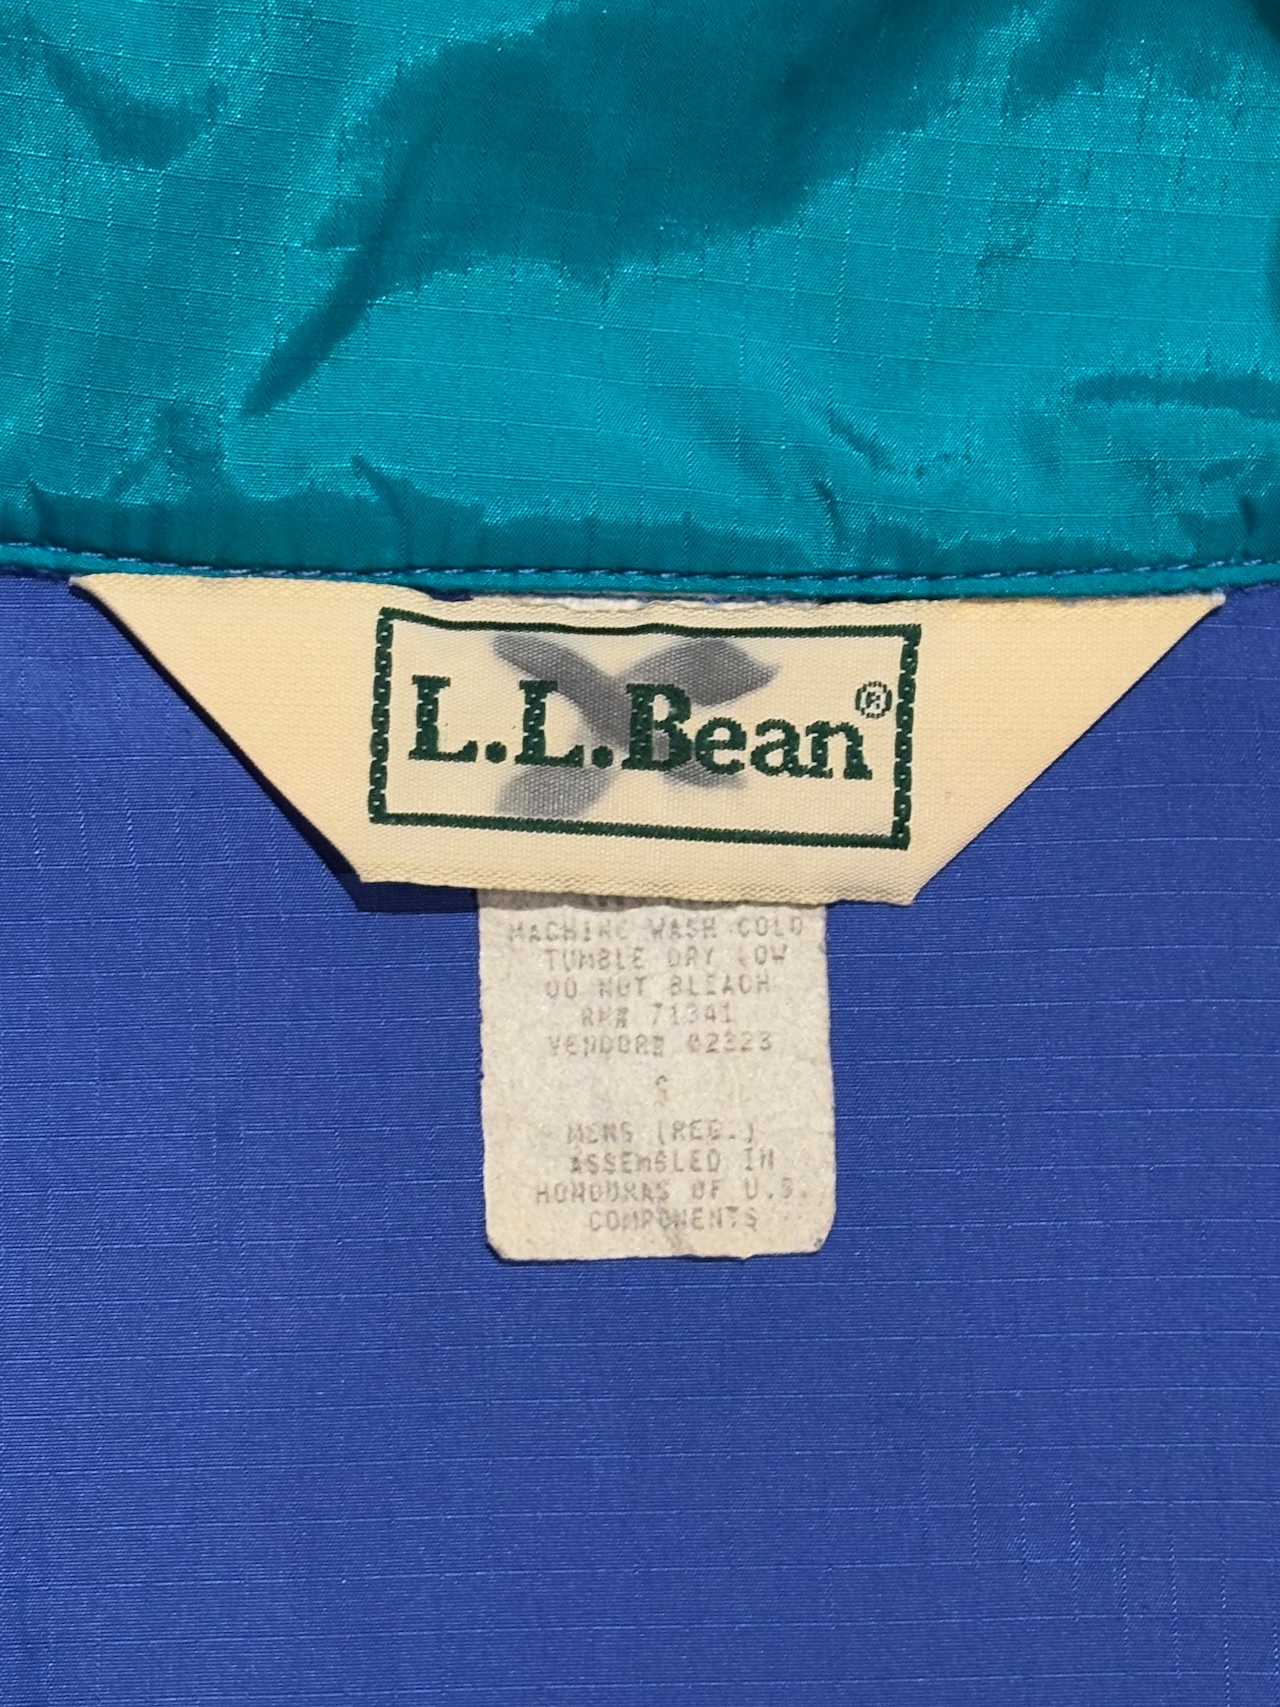 L.L.Bean®
MACHINE WASH COLD
TUMBLE DRY LOW
DO NOT BLEACH
RN# 71341
VENDOR# 02323
S
MENS (REG.)
ASSEMBLED IN
HONDURAS OF U.S.
COMPONENTS